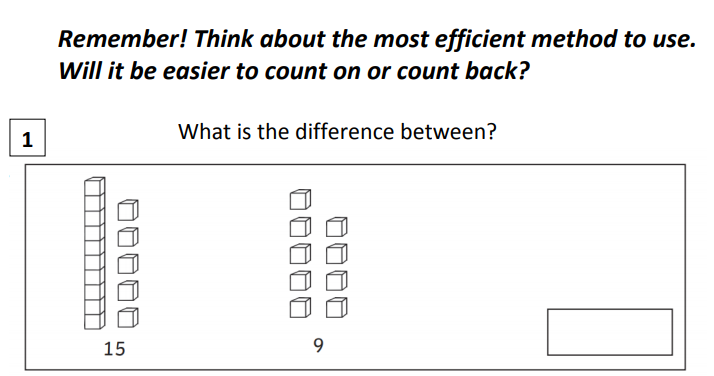 Remember! Think about the most efficient method to use.
Will it be easier to count on or count back?
1
What is the difference between?
15
9